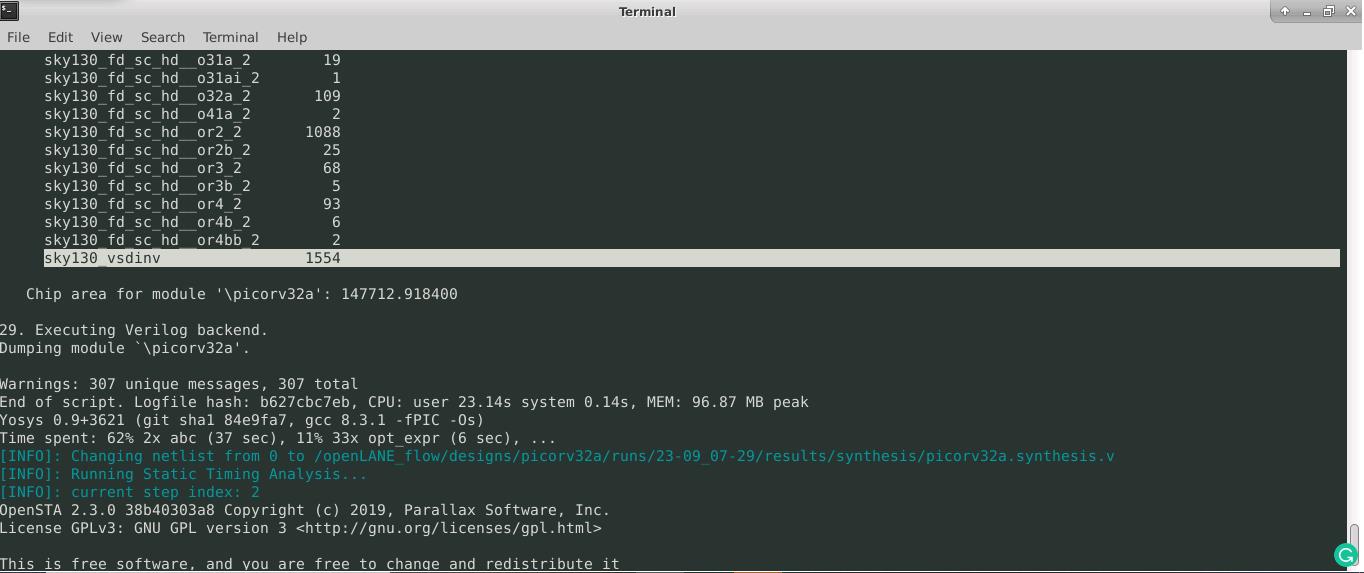 Terminal
File Edit View Search Terminal Help
sky130_fd_sc_hd__o31a_2 19
sky130_fd_sc_hd__o31ai_2 1
sky130_fd_sc_hd__o32a_2 109
sky130_fd_sc_hd__o41a_2 2
sky130_fd_sc_hd__or2_2 1088
sky130_fd_sc_hd__or2b_2 25
sky130_fd_sc_hd__or3_2 68
sky130_fd_sc_hd__or3b_2 5
sky130_fd_sc_hd__or4_2 93
sky130_fd_sc_hd__or4b_2 6
sky130_fd_sc_hd__or4bb_2 2
sky130_vsdinv 1554
Chip area for module '\picorv32a': 147712.918400
29. Executing Verilog backend.
Dumping module `\picorv32a'.
Warnings: 307 unique messages, 307 total
End of script. Logfile hash: b627cbc7eb, CPU: user 23.14s system 0.14s, MEM: 96.87 MB peak
Yosys 0.9+3621 (git sha1 84e9fa7, gcc 8.3.1 -fPIC -Os)
Time spent: 62% 2x abc (37 sec), 11% 33x opt_expr (6 sec), ...
[INFO]: Changing netlist from 0 to /openLANE_flow/designs/picorv32a/runs/23-09_07-29/results/synthesis/picorv32a.synthesis.v
[INFO]: Running Static Timing Analysis...
[INFO]: current step index: 2
OpenSTA 2.3.0 38b40303a8 Copyright (c) 2019, Parallax Software, Inc.
License GPLv3: GNU GPL version 3 <http://gnu.org/licenses/gpl.html>
This is free software, and you are free to change and redistribute it